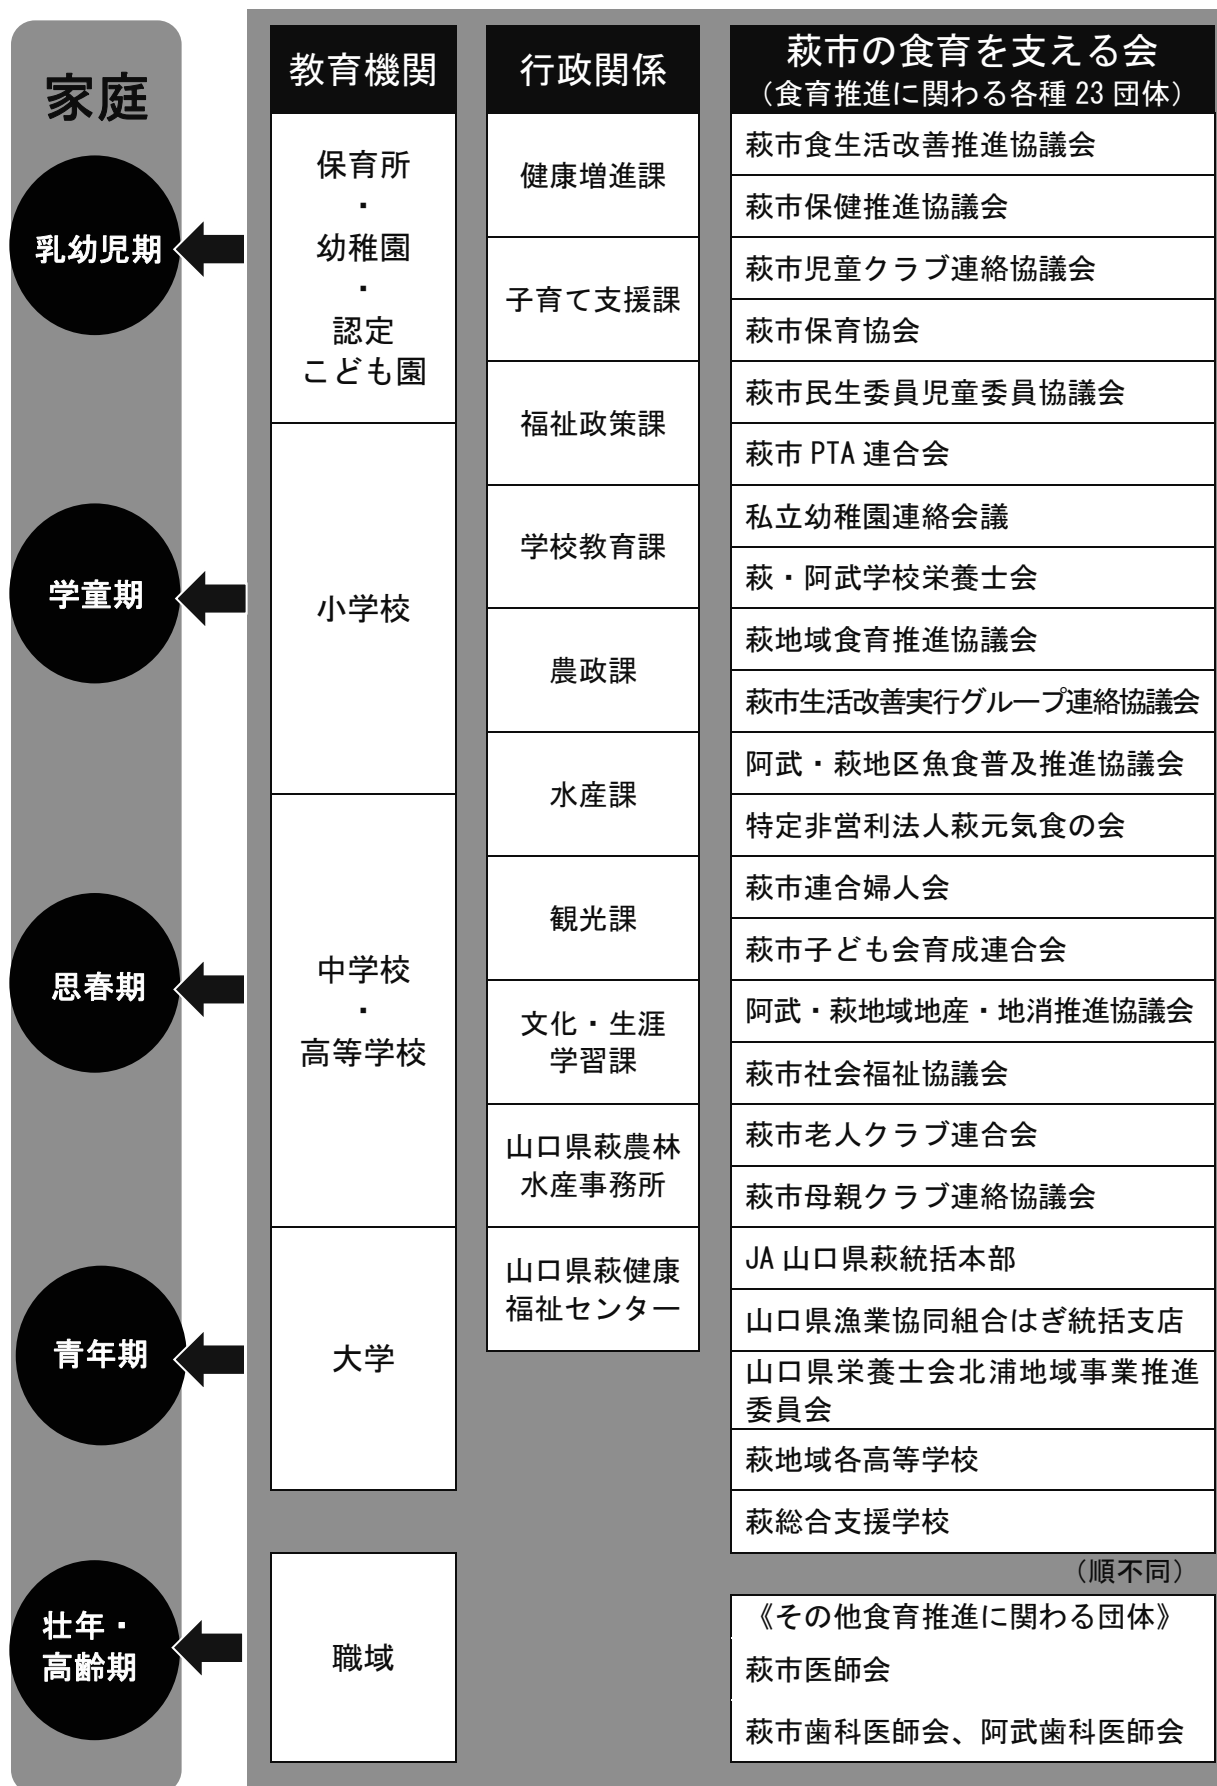 家庭
乳幼児期
学童期
思春期
青年期
壮年・
高齢期
教育機関
保育所
・
幼稚園
・
認定
こども園
小学校
中学校
・
高等学校
大学
職域
行政関係
健康増進課
子育て支援課
福祉政策課
学校教育課
農政課
水産課
観光課
文化・生涯
学習課
山口県萩農林
水産事務所
山口県萩健康
福祉センター
萩市の食育を支える会
（食育推進に関わる各種 23 団体）
萩市食生活改善推進協議会
萩市保健推進協議会
萩市児童クラブ連絡協議会
萩市保育協会
萩市民生委員児童委員協議会
萩市 PTA 連合会
私立幼稚園連絡会議
萩・阿武学校栄養士会
萩地域食育推進協議会
萩市生活改善実行グループ連絡協議会
阿武・萩地区魚食普及推進協議会
特定非営利法人萩元気食の会
萩市連合婦人会
萩市子ども会育成連合会
阿武・萩地域地産・地消推進協議会
萩市社会福祉協議会
萩市老人クラブ連合会
萩市母親クラブ連絡協議会
JA 山口県萩統括本部
山口県漁業協同組合はぎ統括支店
山口県栄養士会北浦地域事業推進
委員会
萩地域各高等学校
萩総合支援学校
（順不同）
《その他食育推進に関わる団体》
萩市医師会
萩市歯科医師会、阿武歯科医師会